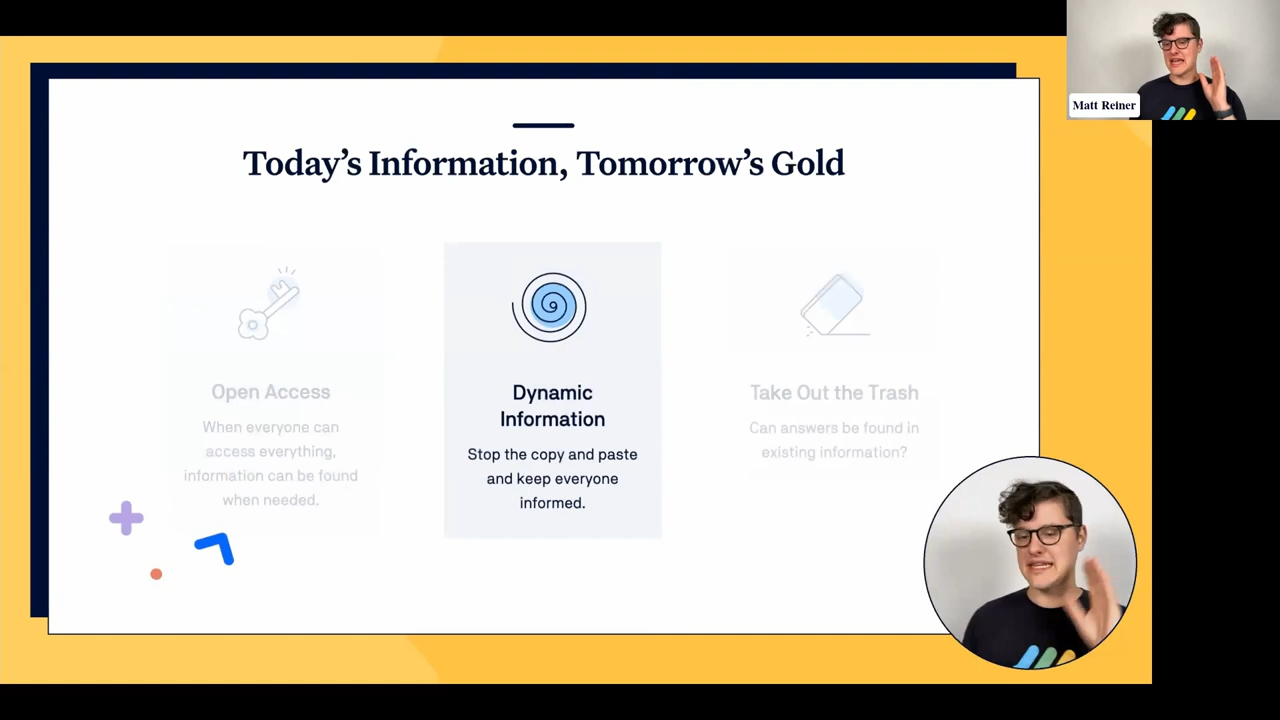 Matt Reiner
Today's Information, Tomorrow's Gold
Open Access
When everyone can
access everything,
information can be found
when needed.
Dynamic
Information
Stop the copy and paste
and keep everyone
informed.
Take Out the Trash
Can answers be found in
existing information?